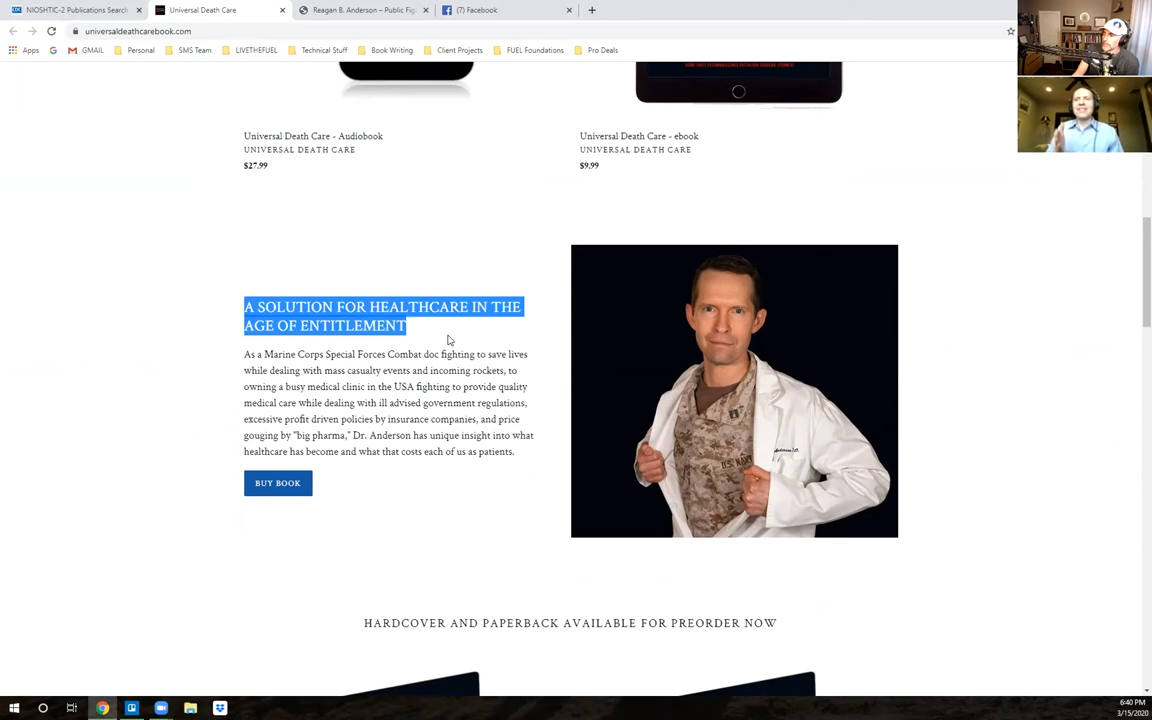 NIOSHTIC-2 Publications Search
Universal Death Care
Reagan B. Anderson – Public Fig
(7) Facebook
universaldeathcarebook.com
Apps
GMAIL
Personal
SMS Team
LIVETHEFUEL
Technical Stuff
Book Writing
Client Projects
FUEL Foundations
Pro Deals
Universal Death Care - Audiobook
UNIVERSAL DEATH CARE
$27.99
Universal Death Care - ebook
UNIVERSAL DEATH CARE
$9.99
A SOLUTION FOR HEALTHCARE IN THE
AGE OF ENTITLEMENT
As a Marine Corps Special Forces Combat doc fighting to save lives
while dealing with mass casualty events and incoming rockets, to
owning a busy medical clinic in the USA fighting to provide quality
medical care while dealing with ill advised government regulations,
excessive profit driven policies by insurance companies, and price
gouging by "big pharma," Dr. Anderson has unique insight into what
healthcare has become and what that costs each of us as patients.
BUY BOOK
U.S. NAVY
HARDCOVER AND PAPERBACK AVAILABLE FOR PREORDER NOW
6:40 PM
3/15/2020